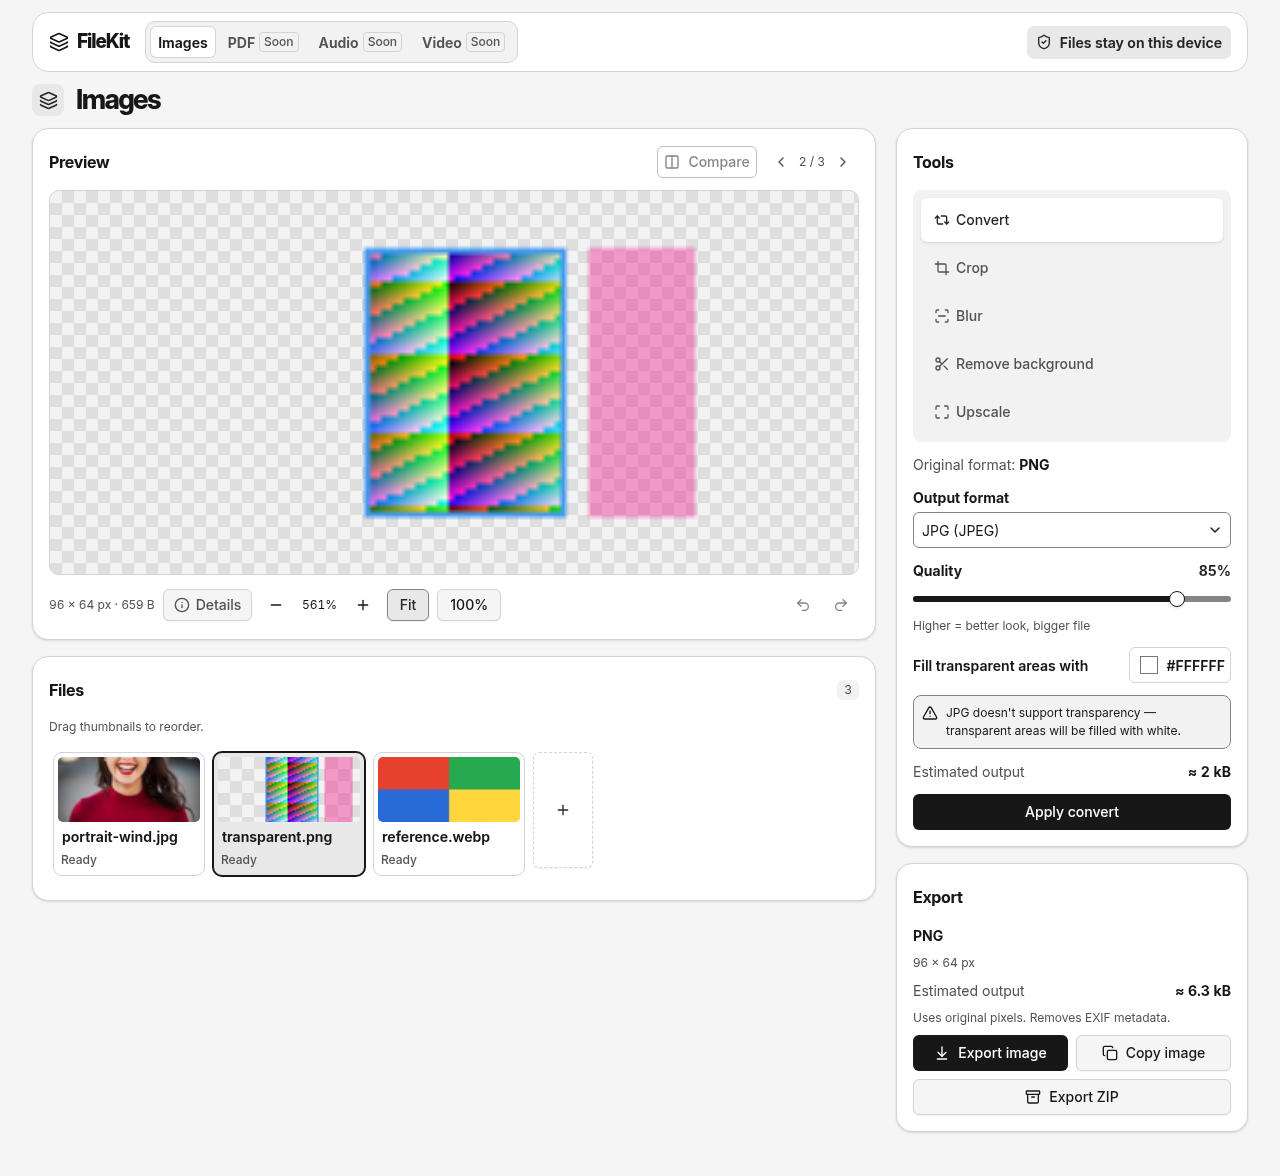 FileKit
Images
PDF Soon
Audio Soon
Video Soon
Files stay on this device
Images
Preview
Compare
2 / 3
96 × 64 px · 659 B
Details
561%
Fit
100%
Files
3
Drag thumbnails to reorder.
portrait-wind.jpg
Ready
transparent.png
Ready
reference.webp
Ready
Tools
Convert
Crop
Blur
Remove background
Upscale
Original format: PNG
Output format
JPG (JPEG)
Quality 85%
Higher = better look, bigger file
Fill transparent areas with #FFFFFF
JPG doesn't support transparency —
transparent areas will be filled with white.
Estimated output ≈ 2 kB
Apply convert
Export
PNG
96 × 64 px
Estimated output ≈ 6.3 kB
Uses original pixels. Removes EXIF metadata.
Export image
Copy image
Export ZIP